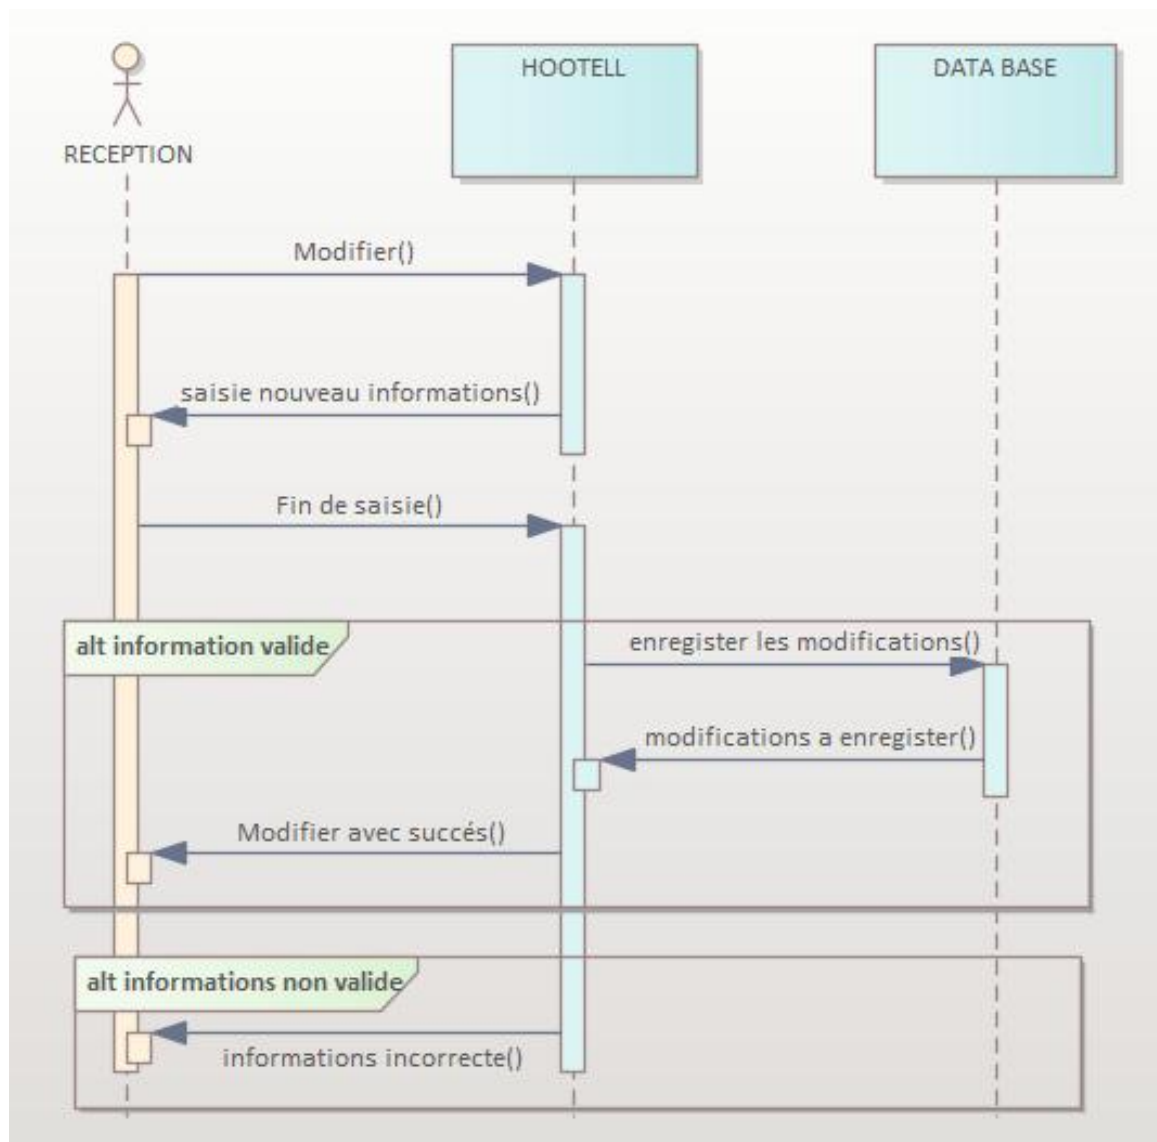 RECEPTION
HOOTELL
DATA BASE
Modifier()
saisie nouveau informations()
Fin de saisie()
alt information valide
enregister les modifications()
modifications a enregister()
Modifier avec succés()
alt informations non valide
informations incorrecte()